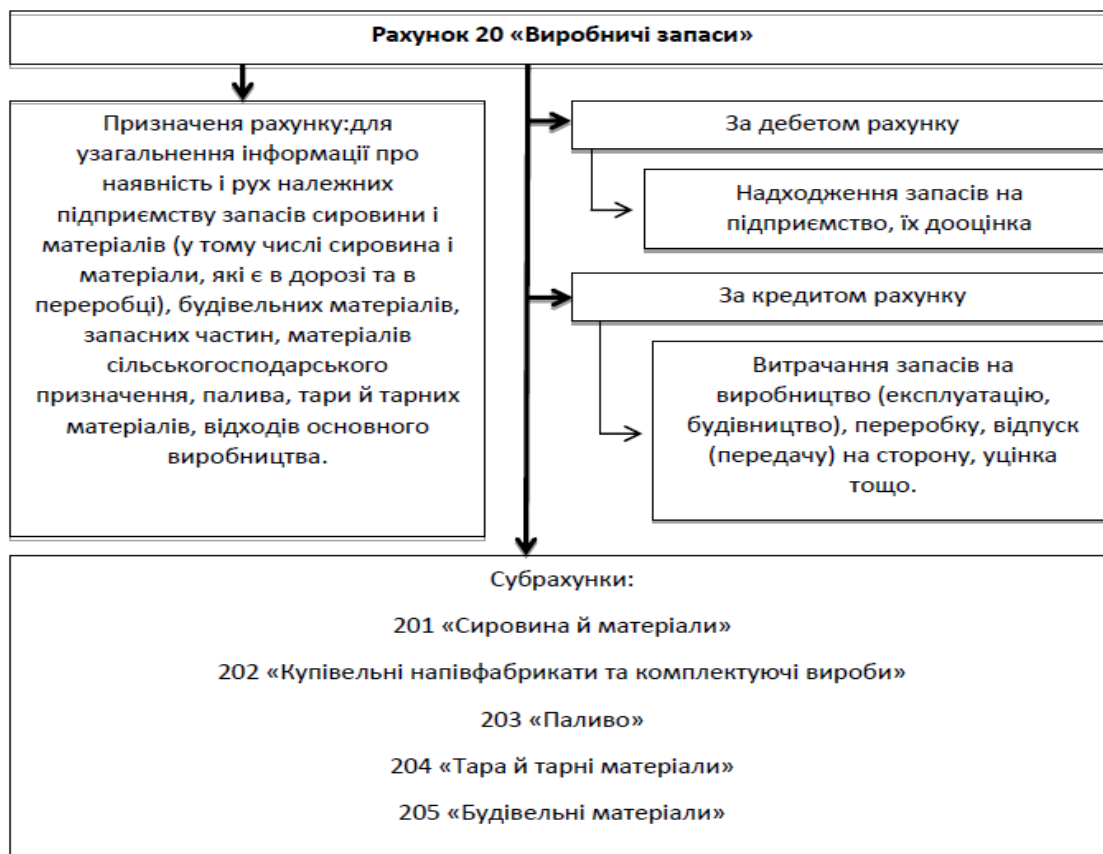 Рахунок 20 «Виробничі запаси»
Призначеня рахунку:для
узагальнення інформації про
наявність і рух належних
підприємству запасів сировини і
матеріалів (у тому числі сировина і
матеріали, які є в дорозі та в
переробці), будівельних матеріалів,
запасних частин, матеріалів
сільськогосподарського
призначення, палива, тари й тарних
матеріалів, відходів основного
виробництва.
За дебетом рахунку
Надходження запасів на
підприємство, їх дооцінка
За кредитом рахунку
Витрачання запасів на
виробництво (експлуатацію,
будівництво), переробку, відпуск
(передачу) на сторону, уцінка
тощо.
Субрахунки:
201 «Сировина й матеріали»
202 «Купівельні напівфабрикати та комплектуючі вироби»
203 «Паливо»
204 «Тара й тарні матеріали»
205 «Будівельні матеріали»